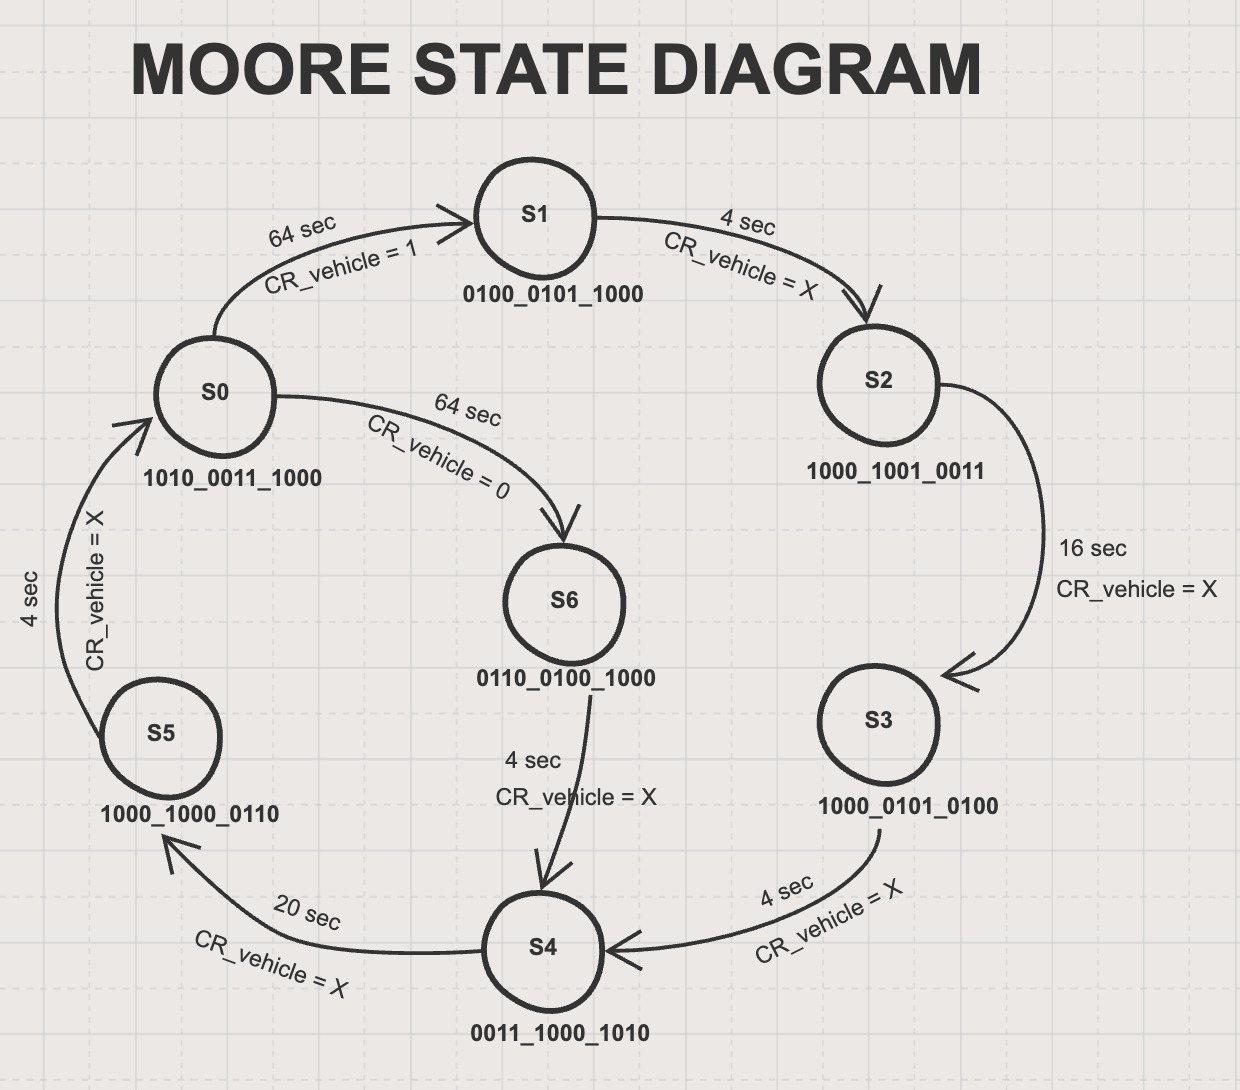 MOORE STATE DIAGRAM
S1
0100_0101_1000
64 sec
CR_vehicle = 1
4 sec
CR_vehicle = X
S0
1010_0011_1000
S2
1000_1001_0011
64 sec
CR_vehicle = 0
16 sec
CR_vehicle = X
4 sec
CR_vehicle = X
S6
0110_0100_1000
S5
1000_1000_0110
S3
1000_0101_0100
4 sec
CR_vehicle = X
4 sec
CR_vehicle = X
20 sec
CR_vehicle = X
S4
0011_1000_1010